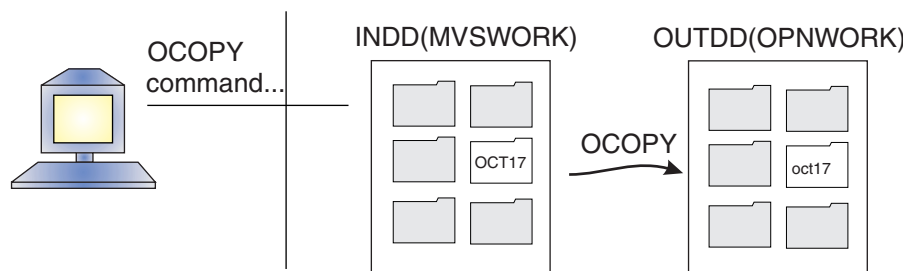 OCOPY
command...
INDD(MVSWORK)
OUTDD(OPNWORK)
OCT17
OCOPY
oct17